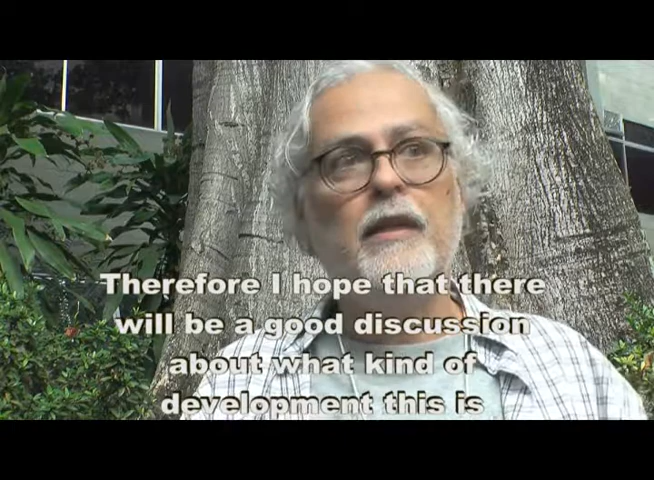 Therefore I hope that there
will be a good discussion
about what kind of
development this is